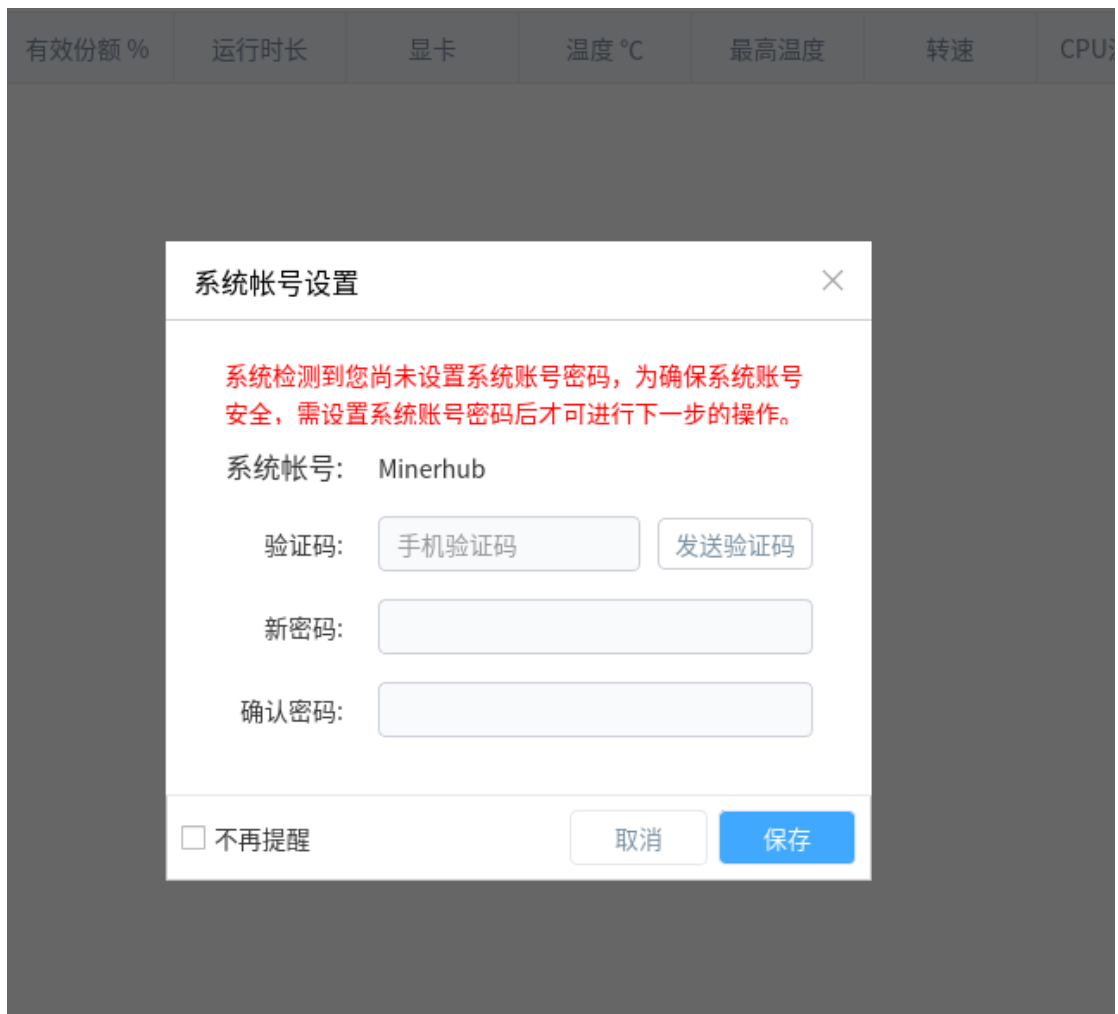 有效份额 % 运行时长 显卡 温度 ℃ 最高温度 转速 CPU
系统帐号设置
系统检测到您尚未设置系统账号密码，为确保系统账号
安全，需设置系统账号密码后才可进行下一步的操作。
系统帐号: Minerhub
验证码: 手机验证码 发送验证码
新密码:
确认密码:
不再提醒 取消 保存